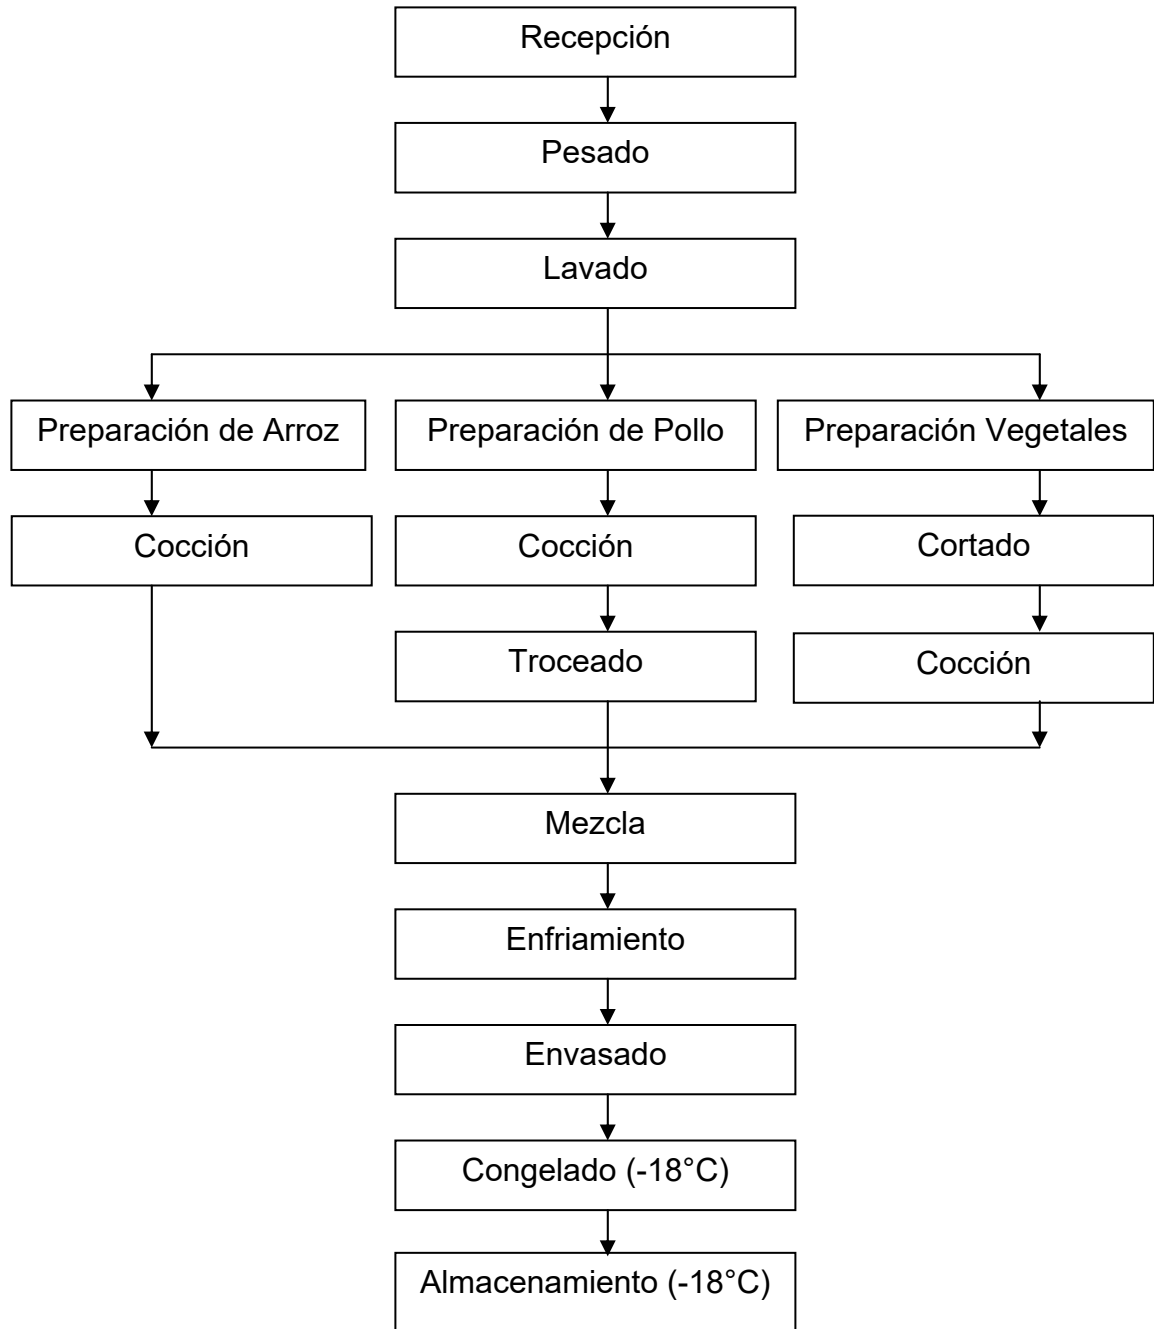 Recepción
Pesado
Lavado
Preparación de Arroz
Preparación de Pollo
Preparación Vegetales
Cocción
Cocción
Cortado
Troceado
Cocción
Mezcla
Enfriamiento
Envasado
Congelado (-18°C)
Almacenamiento (-18°C)